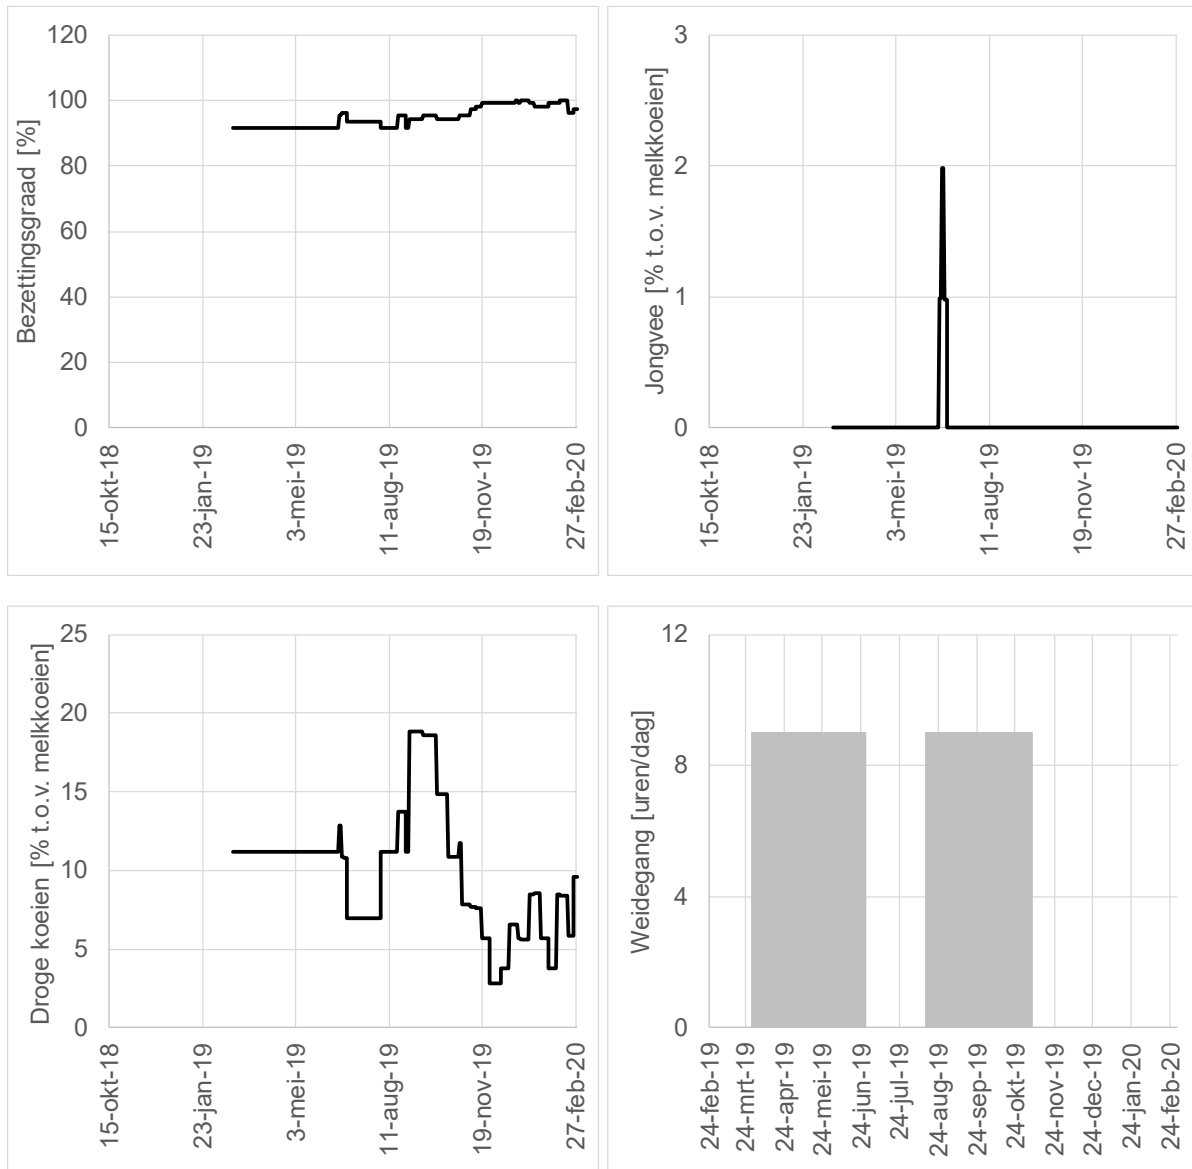 Bezettingsgraad [%]
120
100
80
60
40
20
0
15-okt-18
23-jan-19
3-mei-19
11-aug-19
19-nov-19
27-feb-20
Jongvee [% t.o.v. melkkoeien]
3
2
1
0
15-okt-18
23-jan-19
3-mei-19
11-aug-19
19-nov-19
27-feb-20
Droge koeien [% t.o.v. melkkoeien]
25
20
15
10
5
0
15-okt-18
23-jan-19
3-mei-19
11-aug-19
19-nov-19
27-feb-20
Weidegang [uren/dag]
12
8
4
0
24-feb-19
24-mrt-19
24-apr-19
24-mei-19
24-jun-19
24-jul-19
24-aug-19
24-sep-19
24-okt-19
24-nov-19
24-dec-19
24-jan-20
24-feb-20